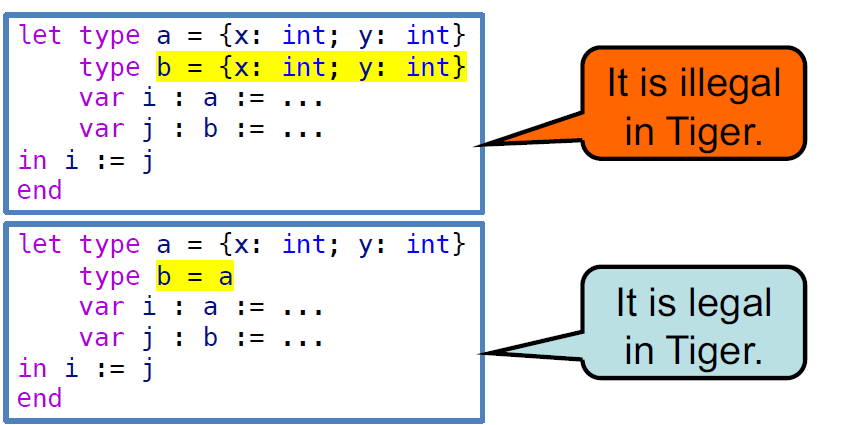 let type a = {x: int; y: int}
type b = {x: int; y: int}
var i : a := ...
var j : b := ...
in i := j
end
It is illegal
in Tiger.
let type a = {x: int; y: int}
type b = a
var i : a := ...
var j : b := ...
in i := j
end
It is legal
in Tiger.